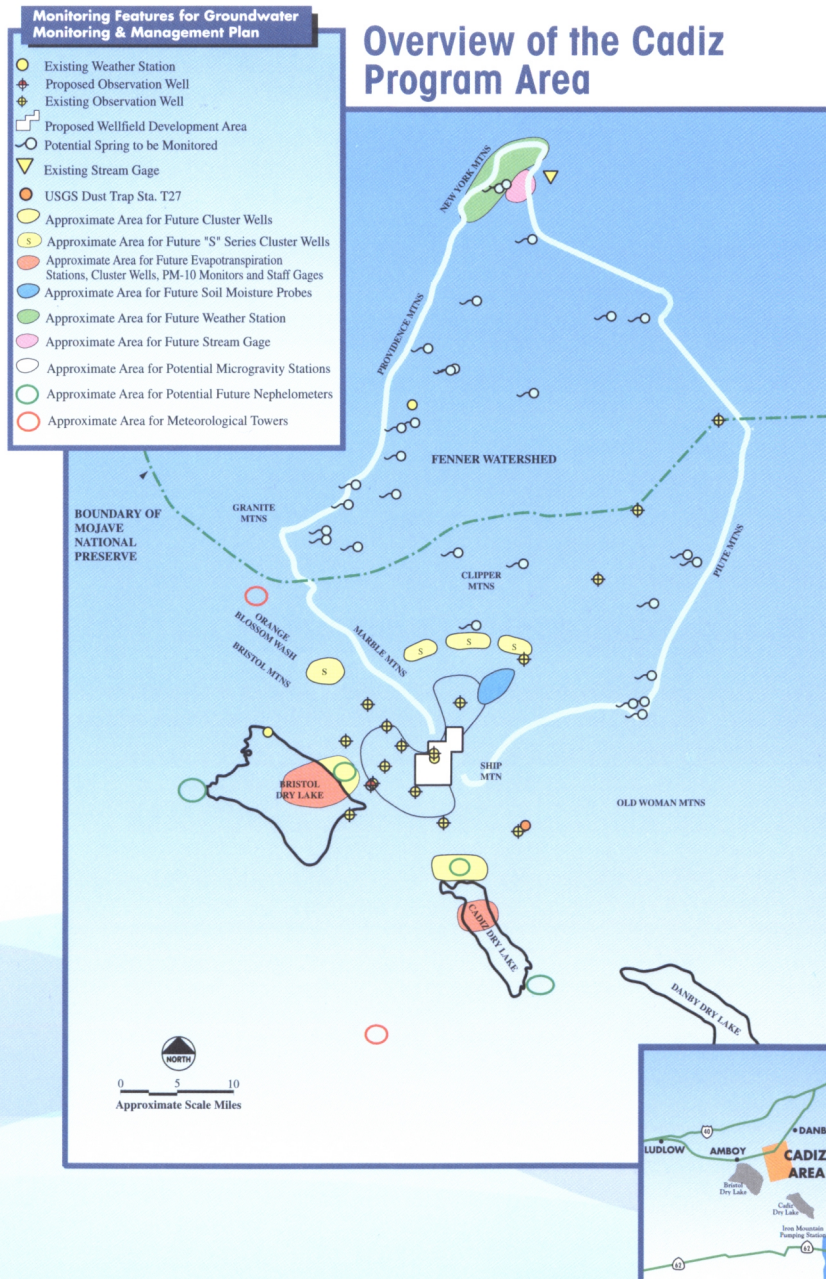 Monitoring Features for Groundwater
Monitoring & Management Plan
Overview of the Cadiz
Program Area
Existing Weather Station
Proposed Observation Well
Existing Observation Well
Proposed Wellfield Development Area
Potential Spring to be Monitored
Existing Stream Gage
USGS Dust Trap Sta. T27
Approximate Area for Future Cluster Wells
S
Approximate Area for Future "S" Series Cluster Wells
Approximate Area for Future Evapotranspiration
Stations, Cluster Wells, PM-10 Monitors and Staff Gages
Approximate Area for Future Soil Moisture Probes
Approximate Area for Future Weather Station
Approximate Area for Future Stream Gage
Approximate Area for Potential Microgravity Stations
Approximate Area for Potential Future Nephelometers
Approximate Area for Meteorological Towers
NEW YORK MTNS
PROVIDENCE MTNS
FENNER WATERSHED
BOUNDARY OF
MOJAVE
NATIONAL
PRESERVE
GRANITE
MTNS
PIUTE MTNS
CLIPPER
MTNS
ORANGE
BLOSSOM WASH
BRISTOL MTNS
MARBLE MTNS
S
S
S
S
SHIP
MTN
BRISTOL
DRY LAKE
OLD WOMAN MTNS
CADIZ DRY LAKE
DANBY DRY LAKE
NORTH
0 5 10
Approximate Scale Miles
40
DANB
LUDLOW
AMBOY
CADIZ
AREA
Bristol
Dry Lake
Cadiz
Dry Lake
Iron Mountain
Pumping Station
62
62